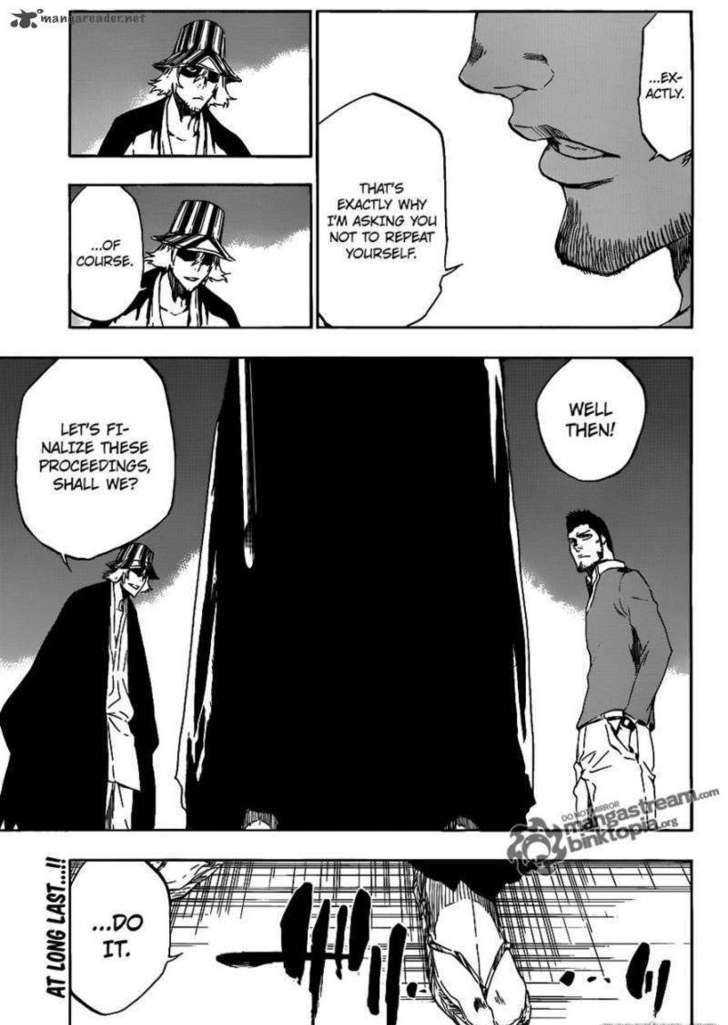 mangareader.net
...EX-
ACTLY.
THAT'S
EXACTLY WHY
I'M ASKING YOU
NOT TO REPEAT
YOURSELF.
...OF
COURSE.
WELL
THEN!
LET'S FI-
NALIZE THESE
PROCEEDINGS,
SHALL WE?
DO NOT MIRROR
mangastream.com
binktopia.org
AT LONG LAST...!!
...DO
IT.